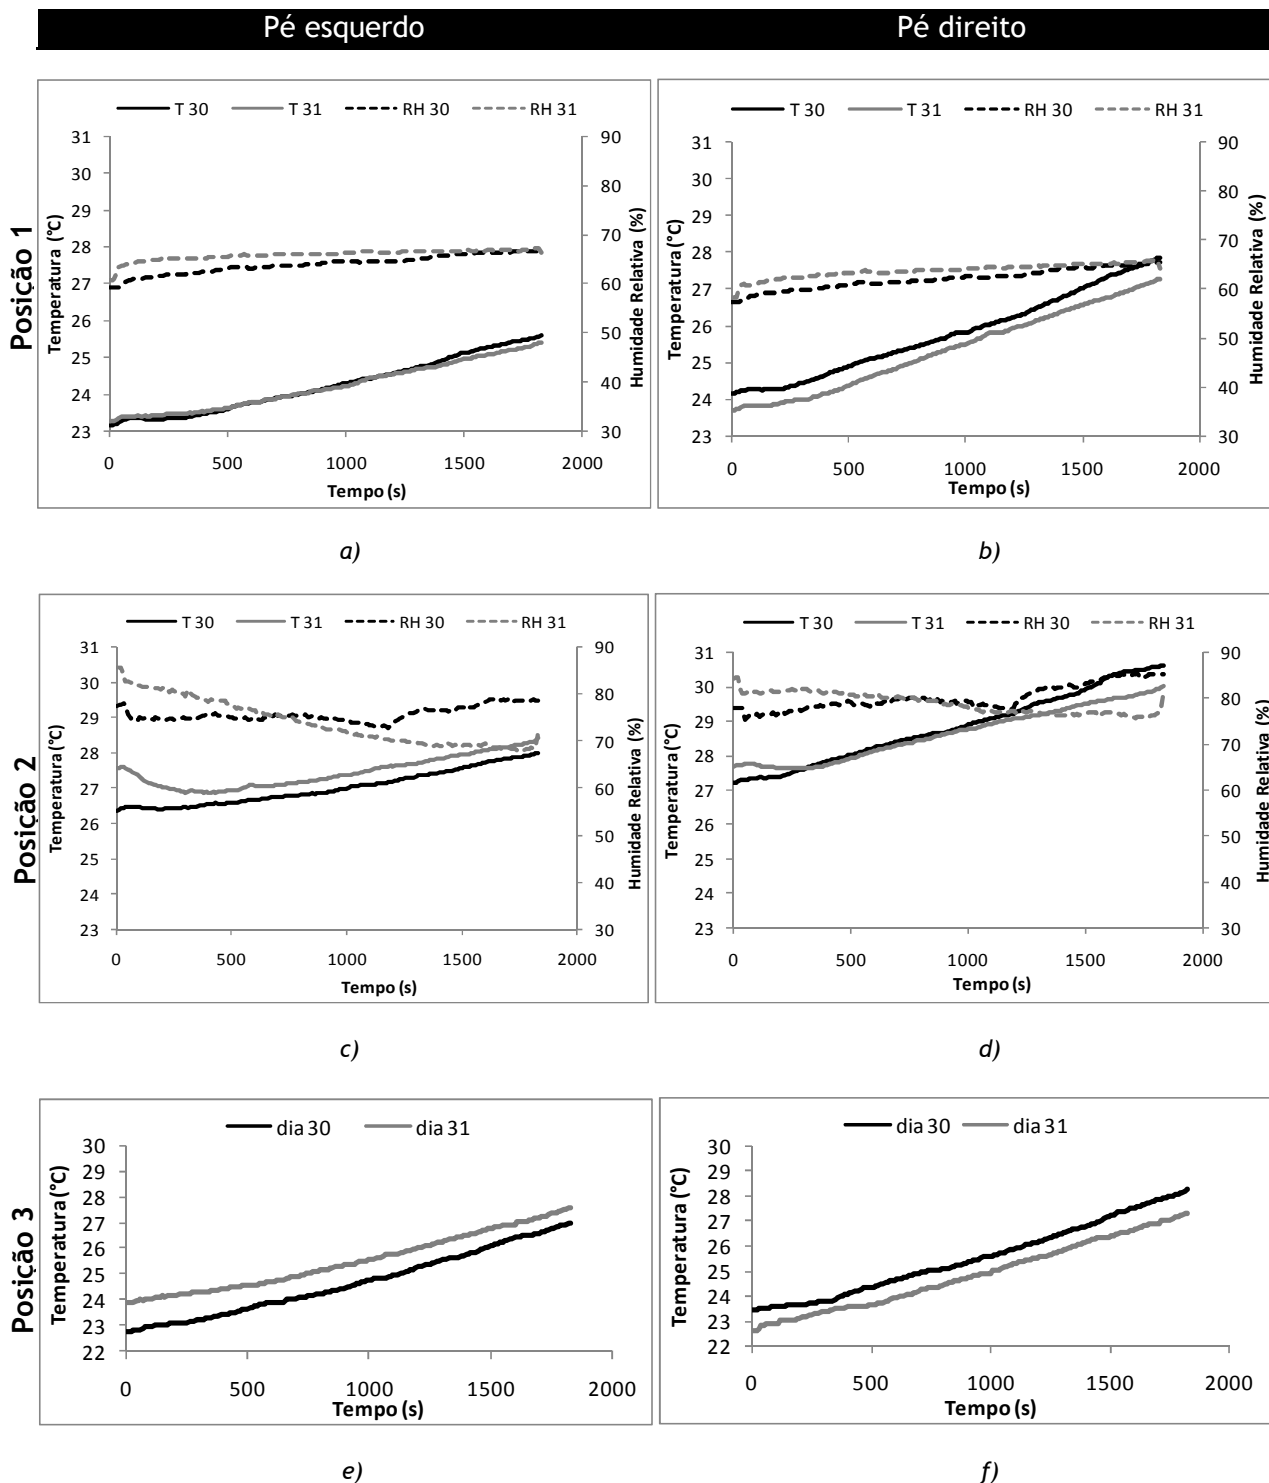 Pé esquerdo Pé direito
Posição 1
T 30 T 31 RH 30 RH 31
31
30
29
28
27
26
25
24
23
90
80
70
60
50
40
30
0 500 1000 1500 2000
Temperatura (°C)
Humidade Relativa (%)
Tempo (s)
a)
T 30 T 31 RH 30 RH 31
31
30
29
28
27
26
25
24
23
90
80
70
60
50
40
30
0 500 1000 1500 2000
Temperatura (°C)
Humidade Relativa (%)
Tempo (s)
b)
Posição 2
T 30 T 31 RH 30 RH 31
31
30
29
28
27
26
25
24
23
90
80
70
60
50
40
30
0 500 1000 1500 2000
Temperatura (°C)
Humidade Relativa (%)
Tempo (s)
c)
T 30 T 31 RH 30 RH 31
31
30
29
28
27
26
25
24
23
90
80
70
60
50
40
30
0 500 1000 1500 2000
Temperatura (°C)
Humidade Relativa (%)
Tempo (s)
d)
Posição 3
dia 30 dia 31
30
29
28
27
26
25
24
23
22
0 500 1000 1500 2000
Temperatura (°C)
Tempo (s)
e)
dia 30 dia 31
30
29
28
27
26
25
24
23
22
0 500 1000 1500 2000
Temperatura (°C)
Tempo (s)
f)